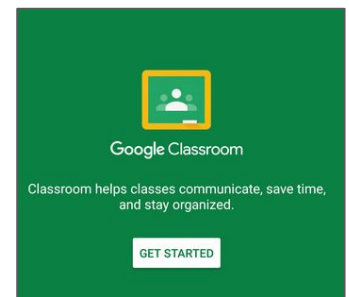 Google Classroom
Classroom helps classes communicate, save time,
and stay organized.
GET STARTED